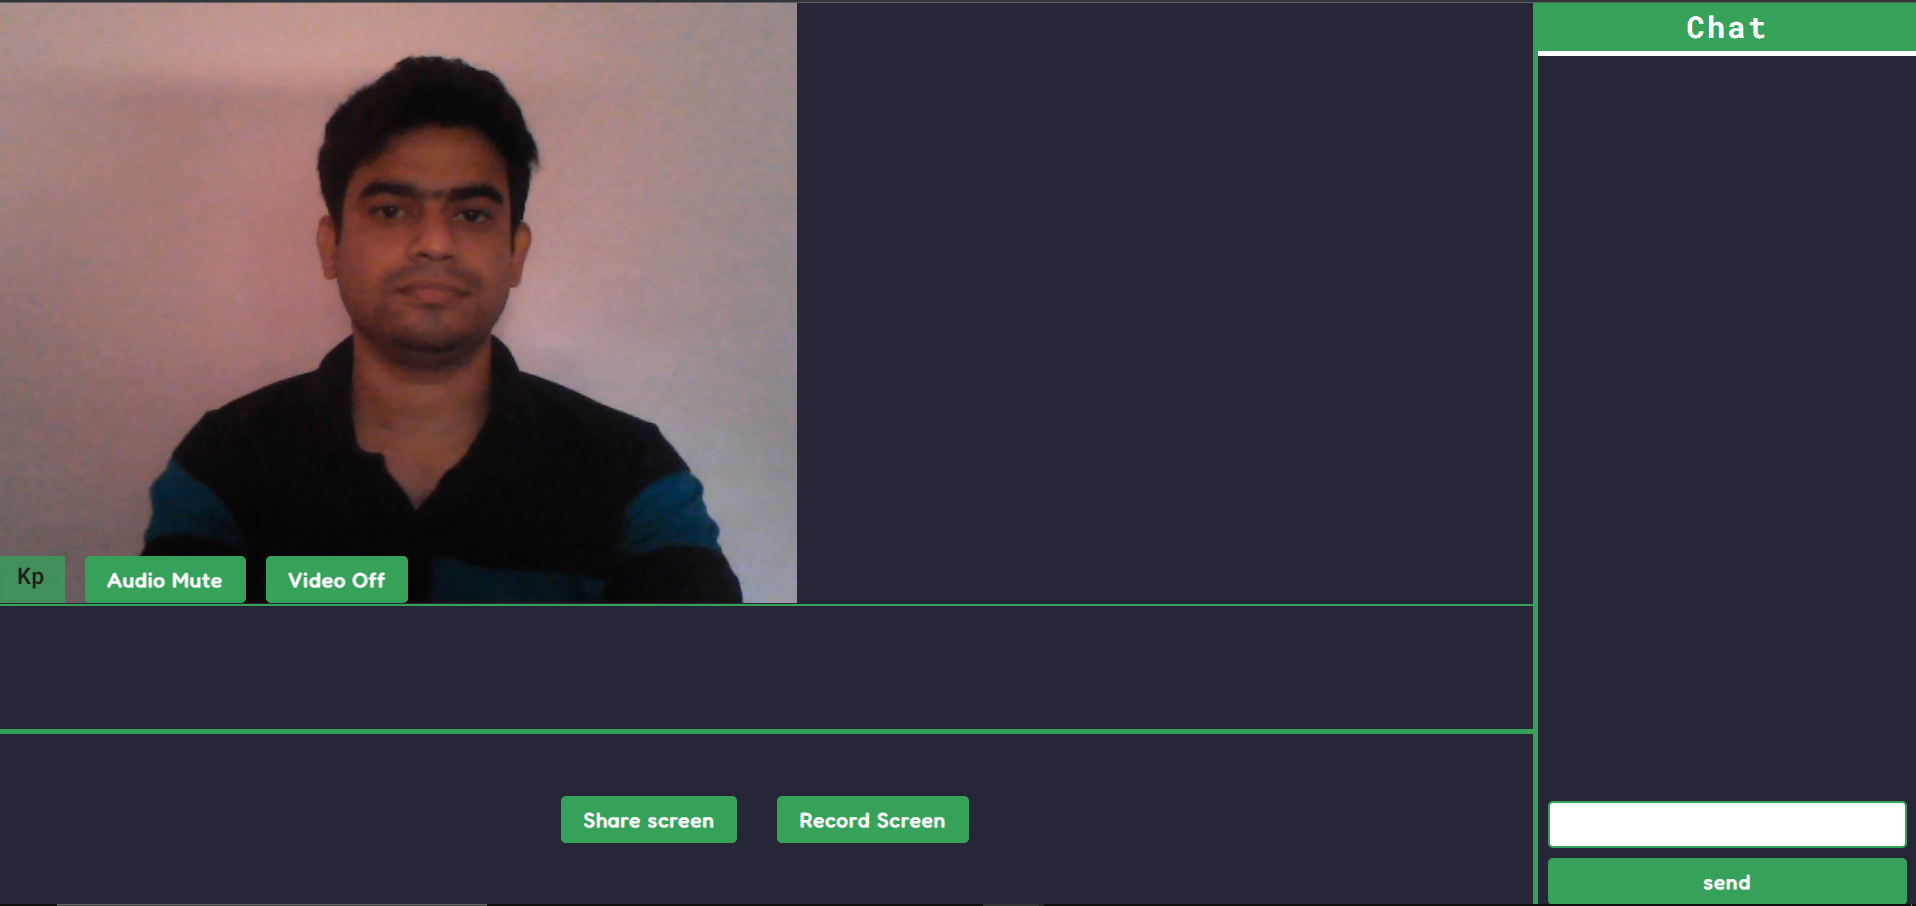 Chat
Kp
Audio Mute
Video Off
Share screen
Record Screen
send